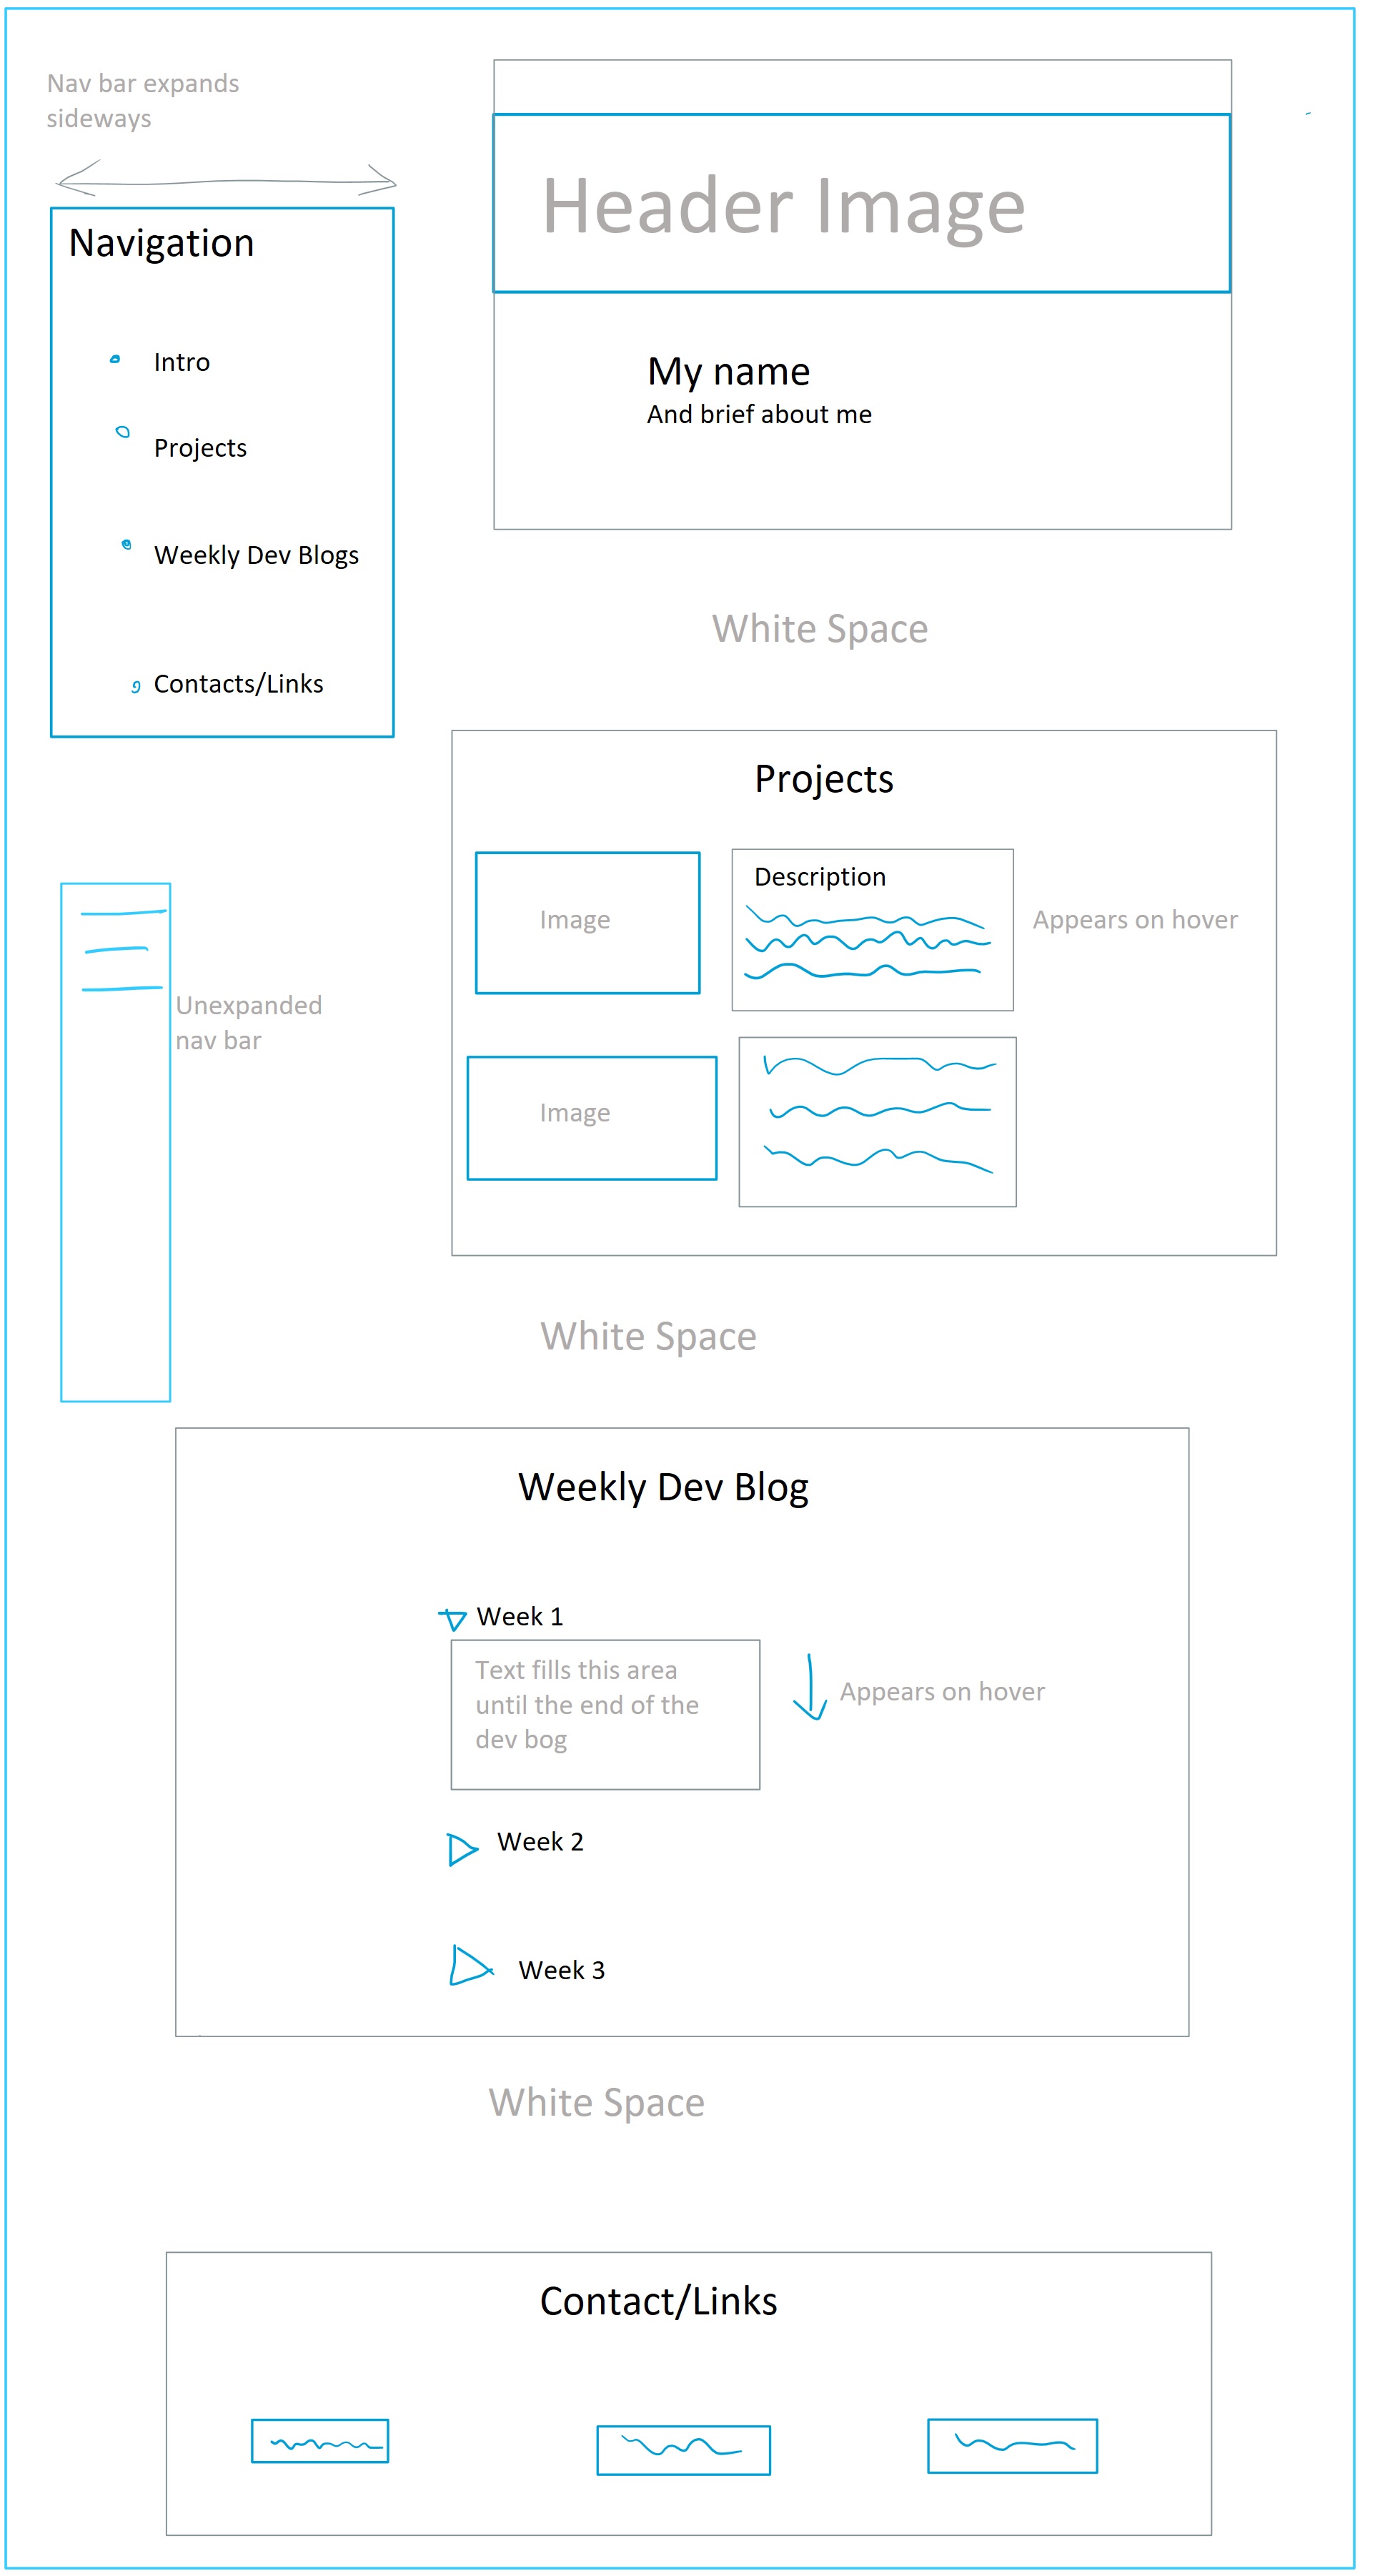 Nav bar expands
sideways
Header Image
Navigation
Intro
My name
And brief about me
Projects
Weekly Dev Blogs
White Space
Contacts/Links
Projects
Description
Image
Appears on hover
Unexpanded
nav bar
Image
White Space
Weekly Dev Blog
Week 1
Text fills this area
until the end of the
dev bog
Appears on hover
Week 2
Week 3
White Space
Contact/Links